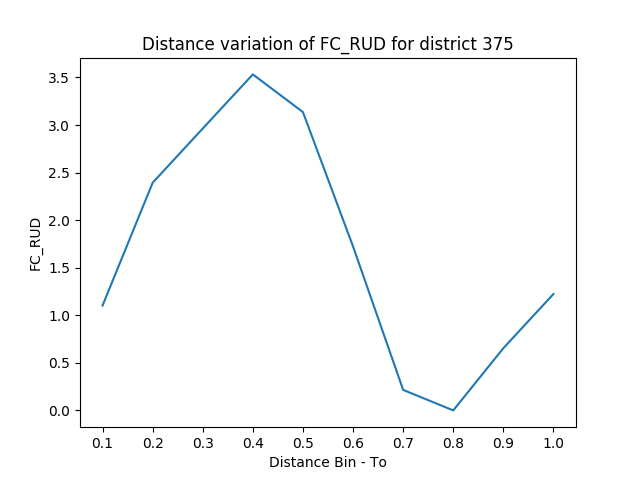 Distance variation of FC_RUD for district 375
3.5
3.0
2.5
2.0
1.5
1.0
0.5
0.0
FC_RUD
0.1 0.2 0.3 0.4 0.5 0.6 0.7 0.8 0.9 1.0
Distance Bin - To